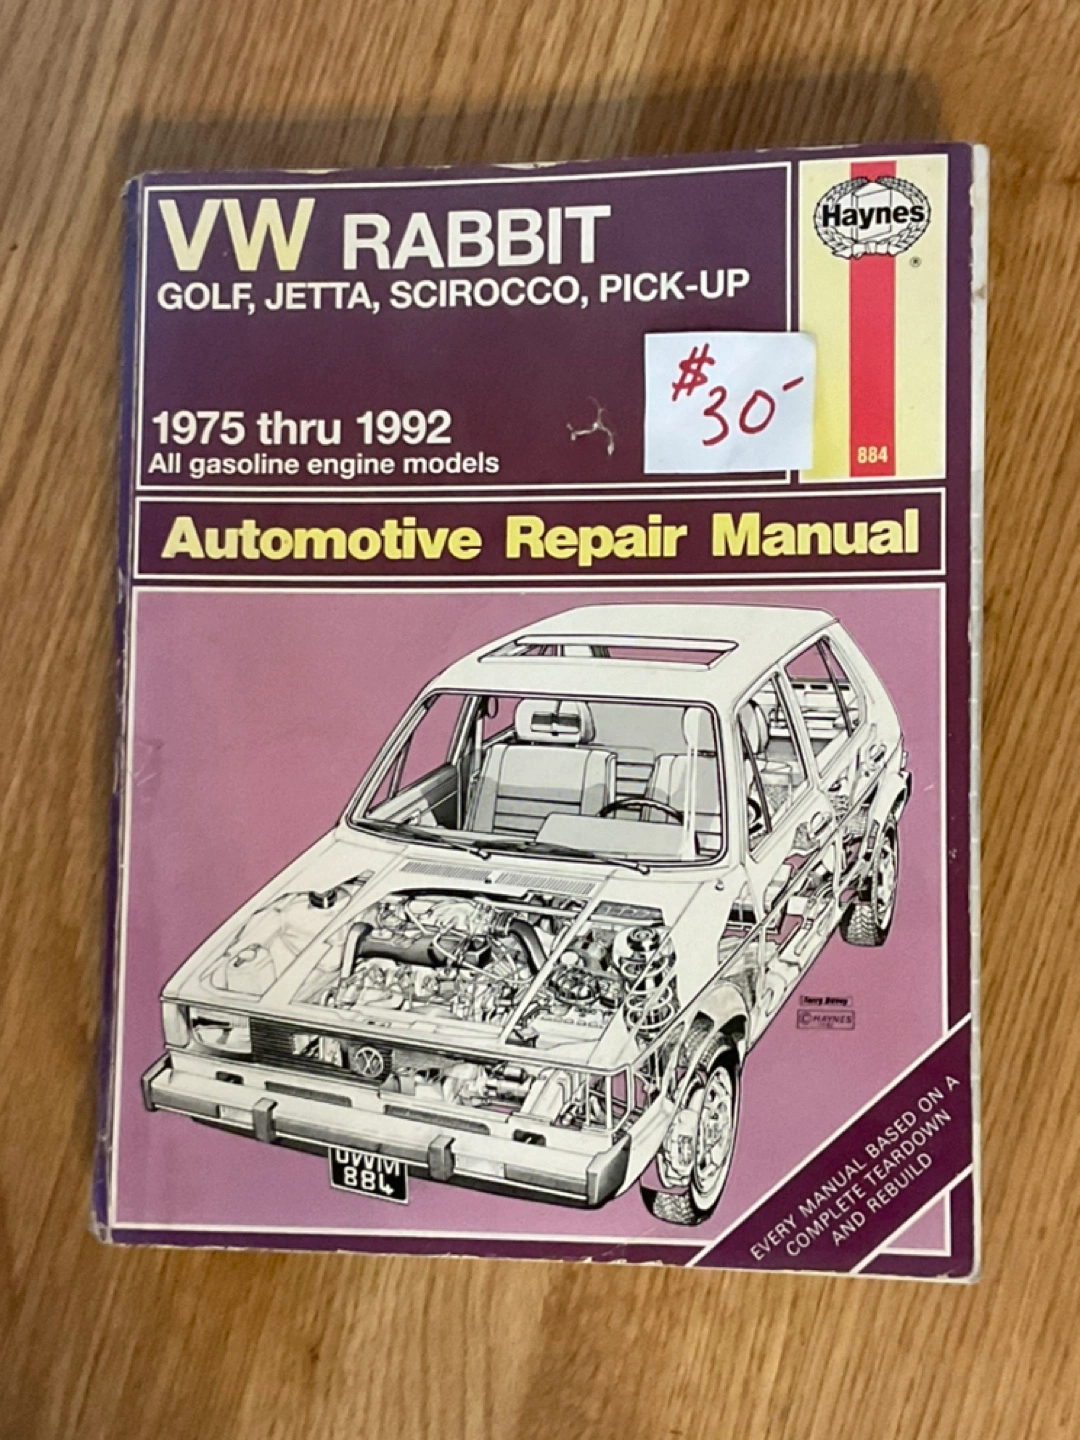 VW RABBIT
GOLF, JETTA, SCIROCCO, PICK-UP
Haynes
®
$30-
1975 thru 1992
All gasoline engine models
884
Automotive Repair Manual
© HAYNES
884
EVERY MANUAL BASED ON A
COMPLETE TEARDOWN
AND REBUILD